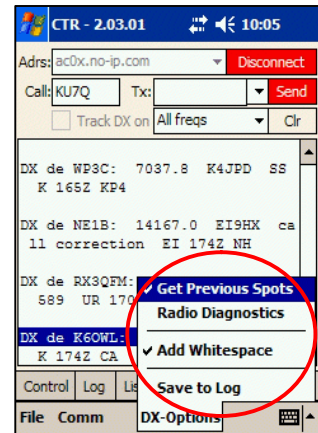 CTR - 2.03.01 10:05
Adrs: ac0x.no-ip.com Disconnect
Call: KU7Q Tx: Send
Track DX on All freqs Clr
DX de WP3C: 7037.8 K4JPD SS
K 165Z KP4
DX de NE1B: 14167.0 EI9HX ca
ll correction EI 174Z NH
DX de RX3QFM:
589 UR 170
DX de K6OWL:
K 174Z CA
Get Previous Spots
Radio Diagnostics
Add Whitespace
Save to Log
Control Log Lis
File Comm DX-Options